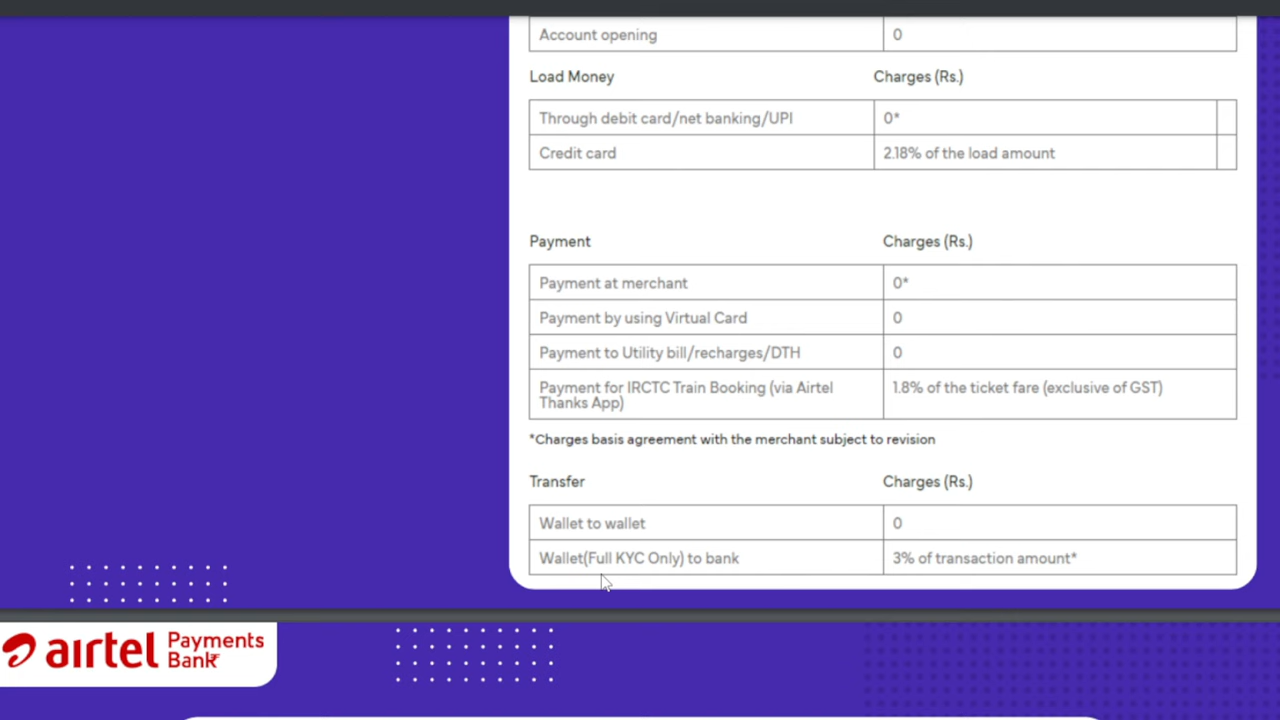 Account opening 0
Load Money Charges (Rs.)
Through debit card/net banking/UPI 0*
Credit card 2.18% of the load amount
Payment Charges (Rs.)
Payment at merchant 0*
Payment by using Virtual Card 0
Payment to Utility bill/recharges/DTH 0
Payment for IRCTC Train Booking (via Airtel 1.8% of the ticket fare (exclusive of GST)
Thanks App)
*Charges basis agreement with the merchant subject to revision
Transfer Charges (Rs.)
Wallet to wallet 0
Wallet(Full KYC Only) to bank 3% of transaction amount*
airtel Payments
Bank